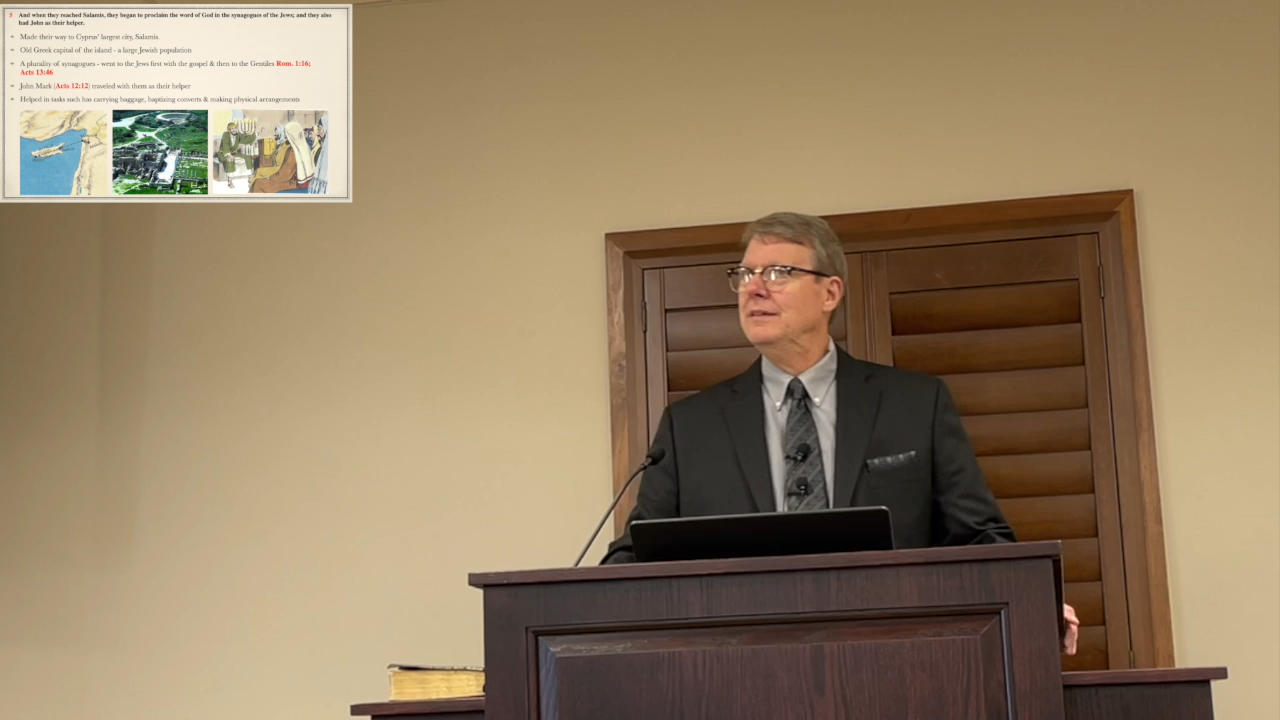 5 And when they reached Salamis, they began to proclaim the word of God in the synagogues of the Jews; and they also
had John as their helper.
Made their way to Cyprus' largest city, Salamis.
Old Greek capital of the island - a large Jewish population
A plurality of synagogues - went to the Jews first with the gospel & then to the Gentiles Rom. 1:16;
Acts 13:46
John Mark (Acts 12:12) traveled with them as their helper
Helped in tasks such has carrying baggage, baptizing converts & making physical arrangements